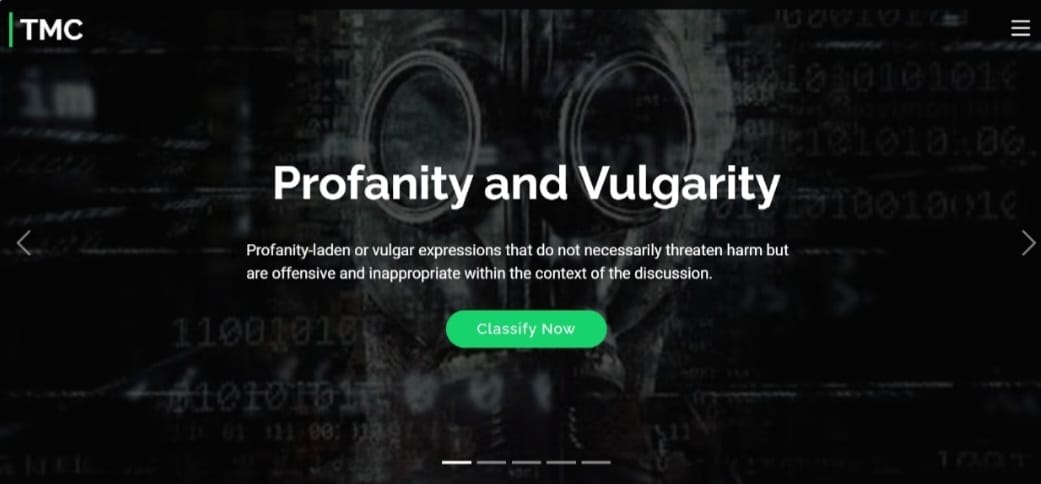 TMC
Profanity and Vulgarity
Profanity-laden or vulgar expressions that do not necessarily threaten harm but
are offensive and inappropriate within the context of the discussion.
Classify Now